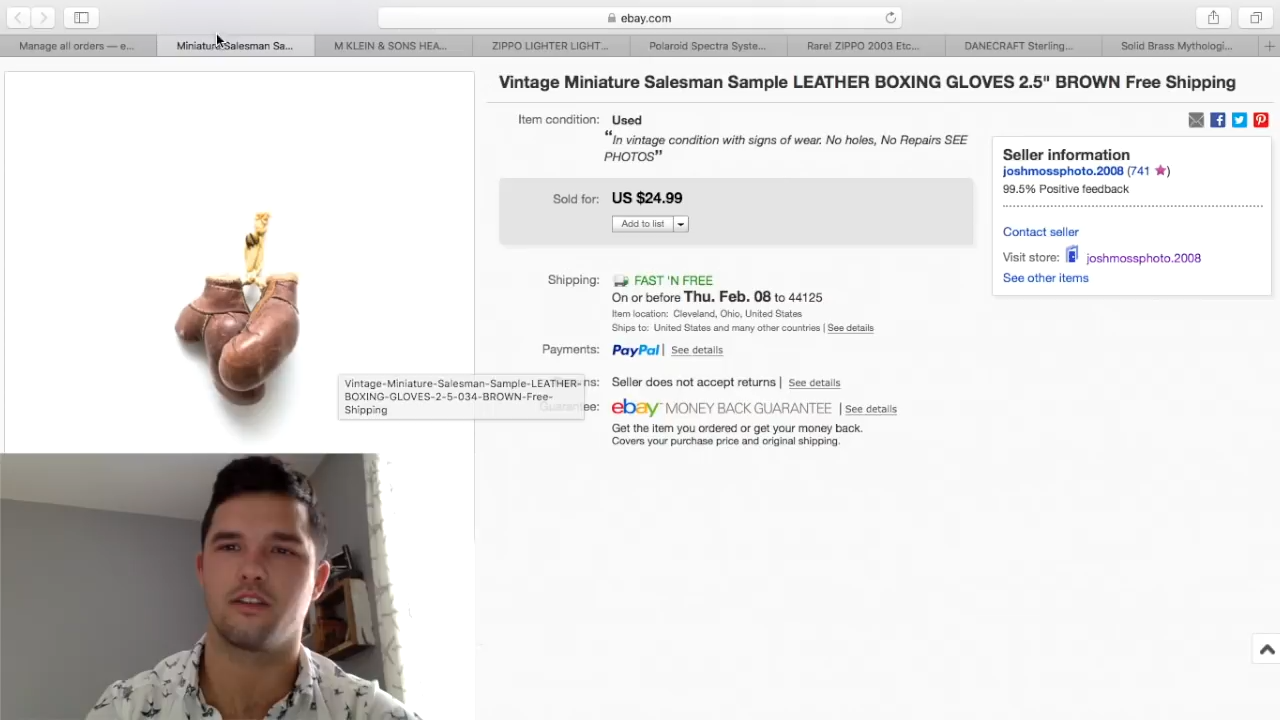 ebay.com
Manage all orders — e...
Miniature Salesman Sa...
M KLEIN & SONS HEA...
ZIPPO LIGHTER LIGHT...
Polaroid Spectra Syste...
Rare! ZIPPO 2003 Etc...
DANECRAFT Sterling...
Solid Brass Mythologi...
Vintage Miniature Salesman Sample LEATHER BOXING GLOVES 2.5" BROWN Free Shipping
Item condition: Used
"In vintage condition with signs of wear. No holes, No Repairs SEE
PHOTOS"
Sold for: US $24.99
Add to list
Shipping: FAST 'N FREE
On or before Thu. Feb. 08 to 44125
Item location: Cleveland, Ohio, United States
Ships to: United States and many other countries | See details
Payments: PayPal | See details
Seller does not accept returns | See details
ebay MONEY BACK GUARANTEE | See details
Get the item you ordered or get your money back.
Covers your purchase price and original shipping.
Seller information
joshmossphoto.2008 (741 )
99.5% Positive feedback
Contact seller
Visit store: joshmossphoto.2008
See other items
Vintage-Miniature-Salesman-Sample-LEATHER-
BOXING-GLOVES-2-5-034-BROWN-Free-
Shipping